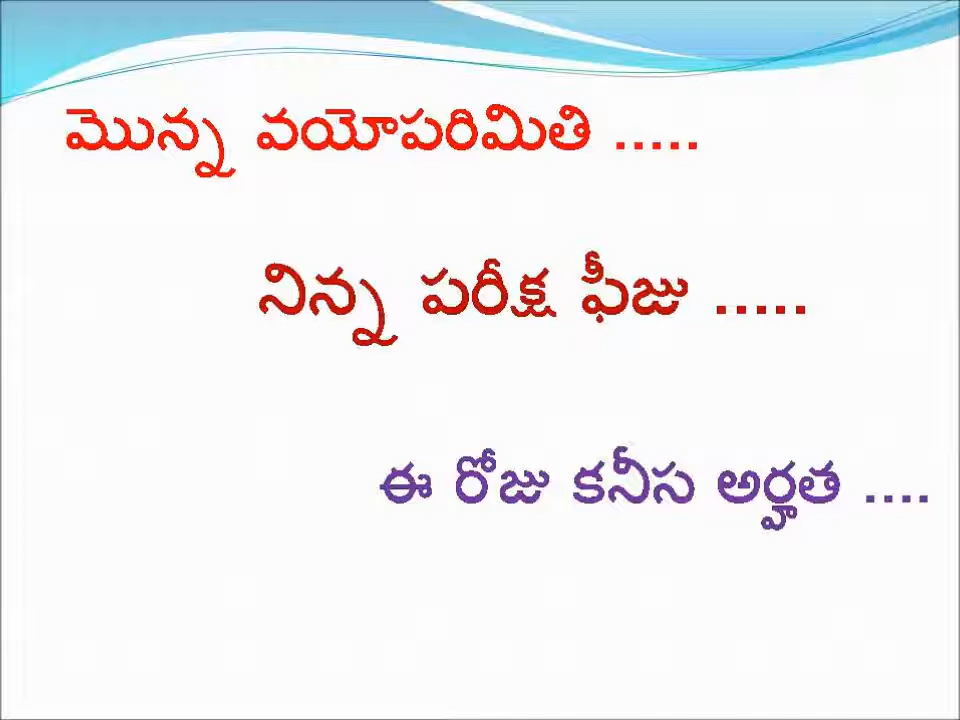 మొన్న వయోపరిమితి .....
నిన్న పరీక్ష ఫీజు .....
ఈ రోజు కనీస అర్హత ....